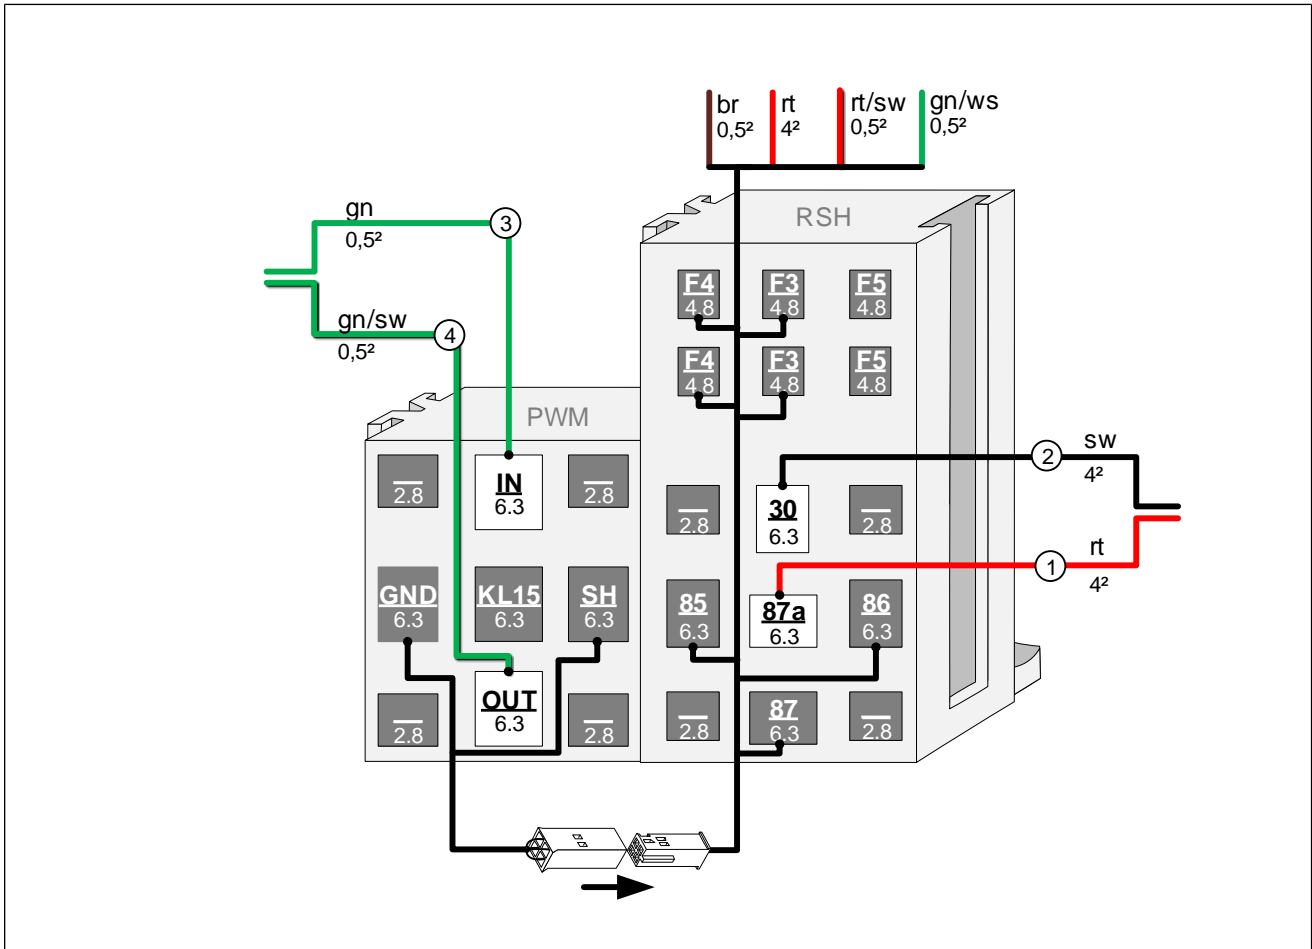 br
0,5²
rt
4²
rt/sw
0,5²
gn/ws
0,5²
gn
0,5²
3
RSH
F4
4.8
F3
4.8
F5
4.8
gn/sw
0,5²
4
F4
4.8
F3
4.8
F5
4.8
PWM
2.8
IN
6.3
2.8
2.8
30
6.3
2.8
2
sw
4²
1
rt
4²
GND
6.3
KL15
6.3
SH
6.3
85
6.3
87a
6.3
86
6.3
2.8
OUT
6.3
2.8
2.8
87
6.3
2.8